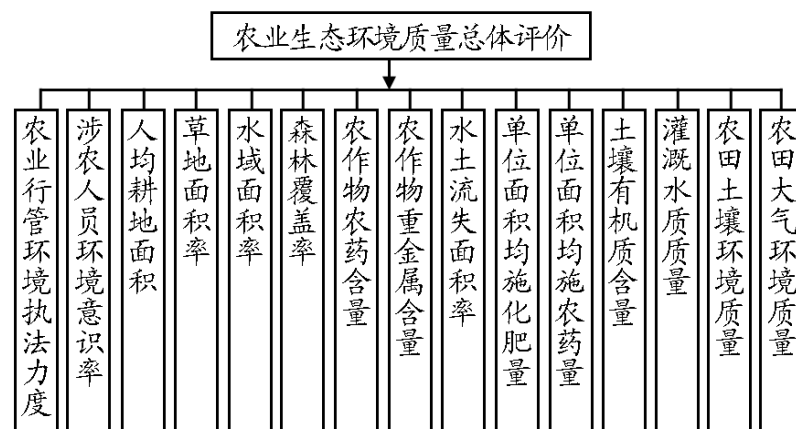 农业生态环境质量总体评价
农业行管环境执法力度
涉农人员环境意识率
人均耕地面积
草地面积率
水域面积率
森林覆盖率
农作物农药含量
农作物重金属含量
水土流失面积率
单位面积均施化肥量
单位面积均施农药量
土壤有机质含量
灌溉水质质量
农田土壤环境质量
农田大气环境质量